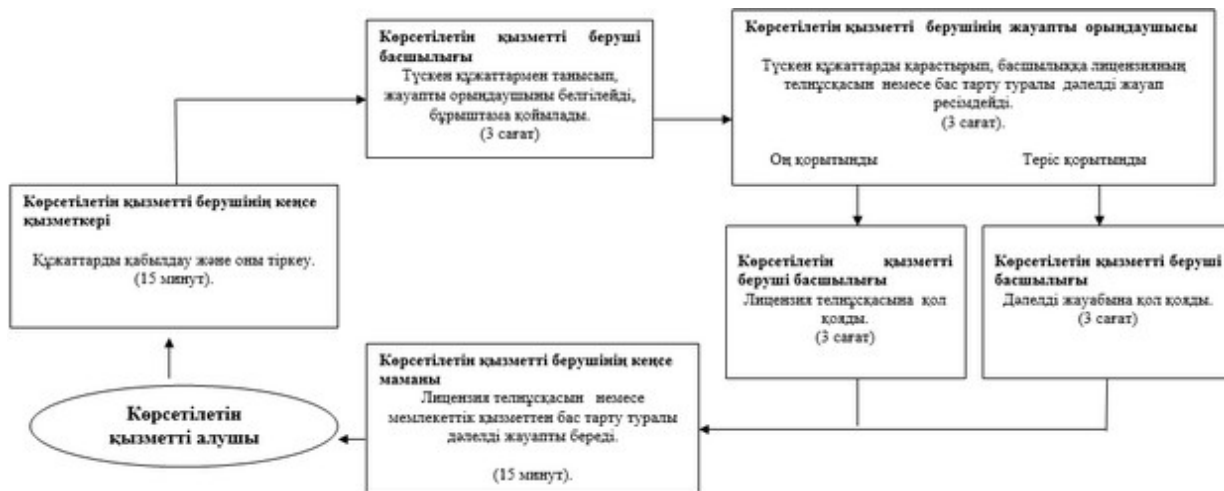 Көрсетілетін қызметті беруші
басшылығы
Түскен құжаттармен танысып,
жауапты орындаушыны белгілейді,
бұрыштама қойылады.
(3 сағат)
Көрсетілетін қызметті берушінің жауапты орындаушысы
Түскен құжаттарды қарастырып, басшылыққа лицензияның
телнұсқасын немесе бас тарту туралы дәлелді жауап
ресімдейді.
(3 сағат).
Оң қорытынды
Теріс қорытынды
Көрсетілетін қызметті берушінің кеңсе
қызметкері
Құжаттарды қабылдау және оны тіркеу.
(15 минут).
Көрсетілетін қызметті
беруші басшылығы
Лицензия телнұсқасына қол
қояды.
(3 сағат)
Көрсетілетін қызметті беруші
басшылығы
Дәлелді жауабына қол қояды.
(3 сағат)
Көрсетілетін қызметті берушінің кеңсе
маманы
Лицензия телнұсқасын немесе
мемлекеттік қызметтен бас тарту туралы
дәлелді жауапты береді.
(15 минут).
Көрсетілетін
қызметті алушы